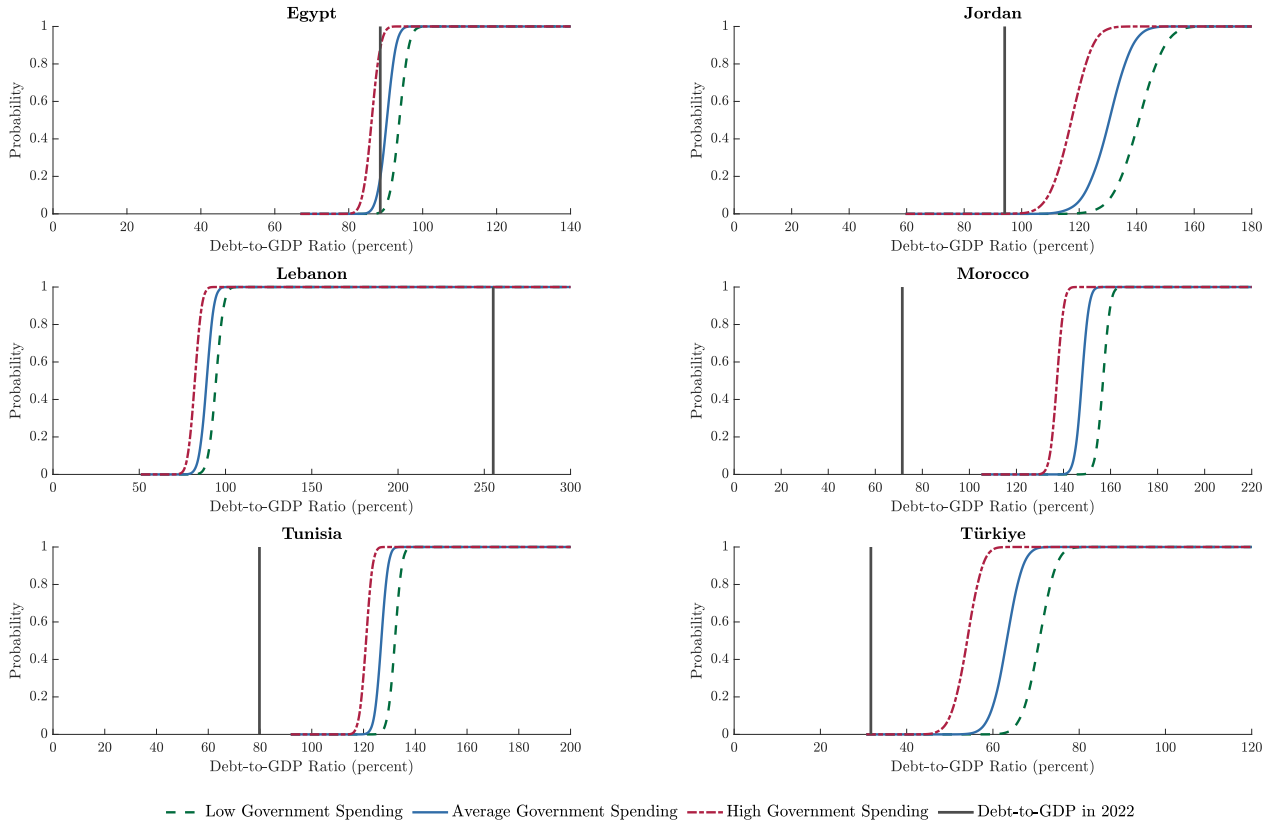 Egypt
1
0.8
0.6
0.4
0.2
0
Probability
0 20 40 60 80 100 120 140
Debt-to-GDP Ratio (percent)
Jordan
1
0.8
0.6
0.4
0.2
0
Probability
0 20 40 60 80 100 120 140 160 180
Debt-to-GDP Ratio (percent)
Lebanon
1
0.8
0.6
0.4
0.2
0
Probability
0 50 100 150 200 250 300
Debt-to-GDP Ratio (percent)
Morocco
1
0.8
0.6
0.4
0.2
0
Probability
0 20 40 60 80 100 120 140 160 180 200 220
Debt-to-GDP Ratio (percent)
Tunisia
1
0.8
0.6
0.4
0.2
0
Probability
0 20 40 60 80 100 120 140 160 180 200
Debt-to-GDP Ratio (percent)
Türkiye
1
0.8
0.6
0.4
0.2
0
Probability
0 20 40 60 80 100 120
Debt-to-GDP Ratio (percent)
Low Government Spending Average Government Spending High Government Spending Debt-to-GDP in 2022